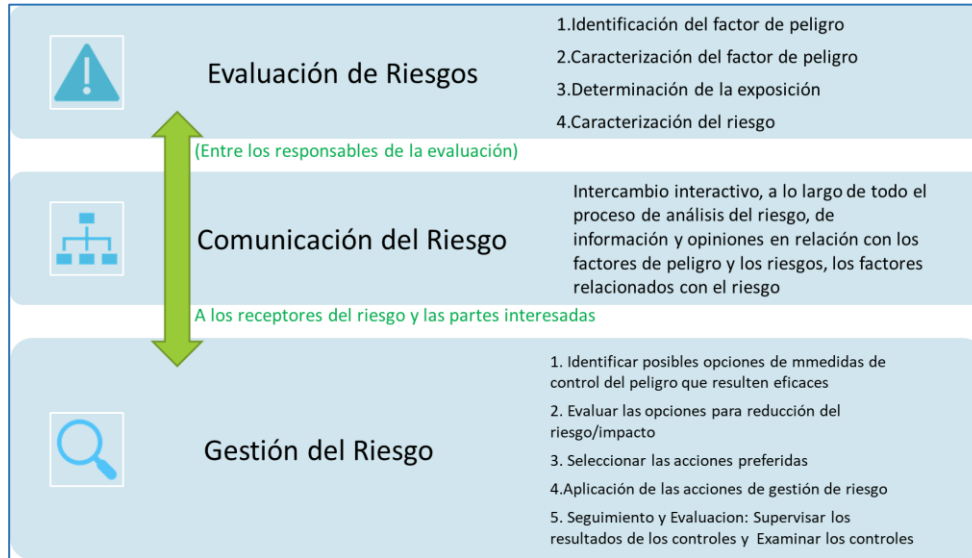 Evaluación de Riesgos
1.Identificación del factor de peligro
2.Caracterización del factor de peligro
3.Determinación de la exposición
4.Caracterización del riesgo
(Entre los responsables de la evaluación)
Comunicación del Riesgo
Intercambio interactivo, a lo largo de todo el
proceso de análisis del riesgo, de
información y opiniones en relación con los
factores de peligro y los riesgos, los factores
relacionados con el riesgo
A los receptores del riesgo y las partes interesadas
Gestión del Riesgo
1. Identificar posibles opciones de mmedidas de
control del peligro que resulten eficaces
2. Evaluar las opciones para reducción del
riesgo/impacto
3. Seleccionar las acciones preferidas
4.Aplicación de las acciones de gestión de riesgo
5. Seguimiento y Evaluacion: Supervisar los
resultados de los controles y Examinar los controles